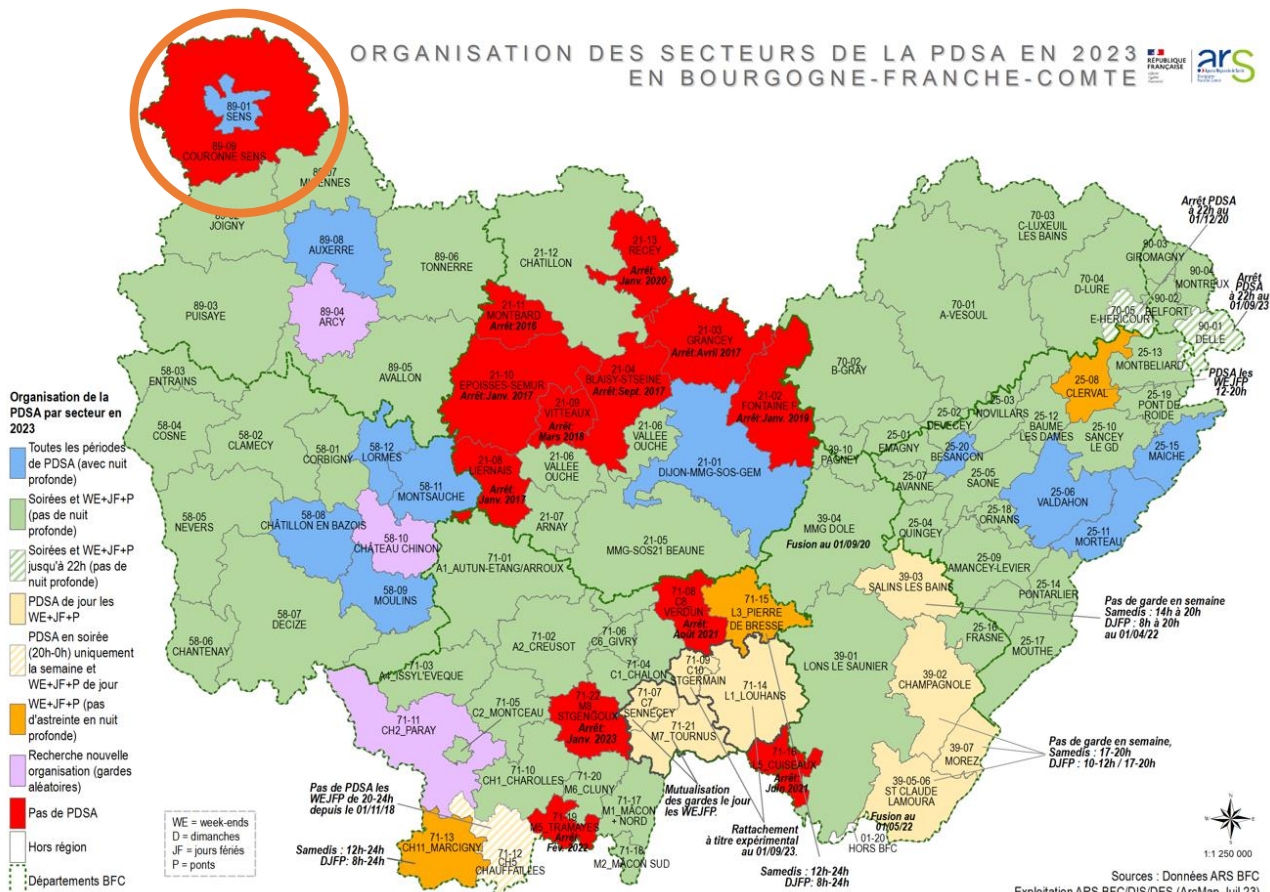 ORGANISATION DES SECTEURS DE LA PDSA EN 2023
EN BOURGOGNE-FRANCHE-COMTE
RÉPUBLIQUE
FRANÇAISE
ars
89-01
SENS
89-09
COURONNE SENS
89-07
JOIGNY
89-08
AUXERRE
89-06
TONNERRE
89-04
ARCY
89-03
PUISAYE
89-05
AVALLON
21-12
CHATILLON
21-13
RECEY
Arrêt:
Janv. 2020
21-11
MONTBARD
Arrêt:2016
21-03
GRANCEY
Arrêt:Avril 2017
21-10
EPOISSES-SEMUR
Arrêt:Janv. 2017
21-04
BLAISY-STSEINE
Arrêt:Sept. 2017
21-09
VITTEAUX
Arrêt:
Mars 2018
21-02
FONTAINE F.
Arrêt:Janv. 2019
21-06
VALLEE
OUCHE
21-06
VALLEE
OUCHE
21-01
DIJON-MMG-SOS-GEM
21-08
LIERNAIS
Arrêt:
Janv. 2017
21-07
ARNAY
21-05
MMG-SOS21 BEAUNE
70-03
C-LUXEUIL
LES BAINS
70-04
D-LURE
70-01
A-VESOUL
70-02
B-GRAY
70-05
E-HERICOURT
90-03
GIROMAGNY
90-04
MONTREUX
90-02
BELFORT
90-01
DELLE
Arrêt PDSA
à 22h au
01/12/20
Arrêt
PDSA
à 22h au
01/09/23
25-13
MONTBELIARD
25-08
CLERVAL
PDSA les
WEJFP
12-20h
25-19
PONT DE
ROIDE
25-03
NOVILLARS
25-02
DEVECEY
25-12
BAUME
LES DAMES
25-10
SANCEY
LE GD
25-15
MAICHE
25-01
EMAGNY
25-20
BESANCON
25-07
AVANNE
25-05
SAONE
25-06
VALDAHON
25-18
ORNANS
25-11
MORTEAU
25-04
QUINGEY
25-09
AMANCEY-LEVIER
25-14
PONTARLIER
25-16
FRASNE
25-17
MOUTHE
39-10
PAGNEY
39-04
MMG DOLE
Fusion au 01/09/20
39-03
SALINS LES BAINS
Pas de garde en semaine
Samedis : 14h à 20h
DJFP : 8h à 20h
au 01/04/22
39-01
LONS LE SAUNIER
39-02
CHAMPAGNOLE
39-07
MOREZ
39-05-06
ST CLAUDE
LAMOURA
Fusion au
01/05/22
Pas de garde en semaine,
Samedis : 17-20h
DJFP : 10-12h / 17-20h
01-20
HORS BFC
58-03
ENTRAINS
58-04
COSNE
58-02
CLAMECY
58-01
CORBIGNY
58-12
LORMES
58-11
MONTSAUCHE
58-05
NEVERS
58-08
CHÂTILLON EN BAZOIS
58-10
CHÂTEAU CHINON
58-09
MOULINS
58-07
DECIZE
58-06
CHANTENAY
71-01
A1_AUTUN-ETANG/ARROUX
71-02
A2_CREUSOT
71-03
A4_ISSYL'EVEQUE
71-06
C6_GIVRY
71-04
C1_CHALON
71-08
C8
VERDUN
Arrêt:
Août 2021
71-15
L3_PIERRE
DE BRESSE
71-09
C10
STGERMAIN
71-14
L1_LOUHANS
71-07
C7
SENNECEY
71-21
M7_TOURNUS
71-22
M9
STGENGOUX
Arrêt:
Janv. 2023
71-05
C2_MONTCEAU
71-11
CH2_PARAY
71-10
CH1_CHAROLLES
71-20
M6_CLUNY
71-17
M1_MACON
+ NORD
71-18
M2_MACON SUD
71-19
M5_TRAMAYES
Arrêt:
Fév. 2022
71-16
L5_CUISEAUX
Arrêt:
Juin 2021
71-13
CH11_MARCIGNY
71-12
CH5_
CHAUFFAILLES
Pas de PDSA les
WEJFP de 20-24h
depuis le 01/11/18
Samedis : 12h-24h
DJFP: 8h-24h
Mutualisation
des gardes le jour
les WEJFP.
Rattachement
à titre expérimental
au 01/09/23.
Samedis : 12h-24h
DJFP: 8h-24h
Organisation de la
PDSA par secteur en
2023
Toutes les périodes
de PDSA (avec nuit
profonde)
Soirées et WE+JF+P
(pas de nuit
profonde)
Soirées et WE+JF+P
jusqu'à 22h (pas de
nuit profonde)
PDSA de jour les
WE+JF+P
PDSA en soirée
(20h-0h) uniquement
la semaine et
WE+JF+P de jour
WE+JF+P (pas
d'astreinte en nuit
profonde)
Recherche nouvelle
organisation (gardes
aléatoires)
Pas de PDSA
Hors région
Départements BFC
WE = week-ends
D = dimanches
JF = jours fériés
P = ponts
N
1:1 250 000
Sources : Données ARS BFC
Exploitation ARS BFC/DIS/DES (ArcMap, Juil.23)